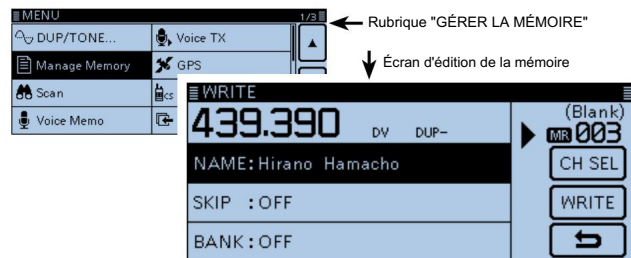 MENU 1/3
DUP/TONE... Voice TX
Manage Memory GPS
Scan CS
Voice Memo
Rubrique "GÉRER LA MÉMOIRE"
Écran d'édition de la mémoire
WRITE
439.390 DV DUP-
(Blank)
MR 003
NAME:Hirano Hamacho
CH SEL
SKIP :OFF
WRITE
BANK:OFF